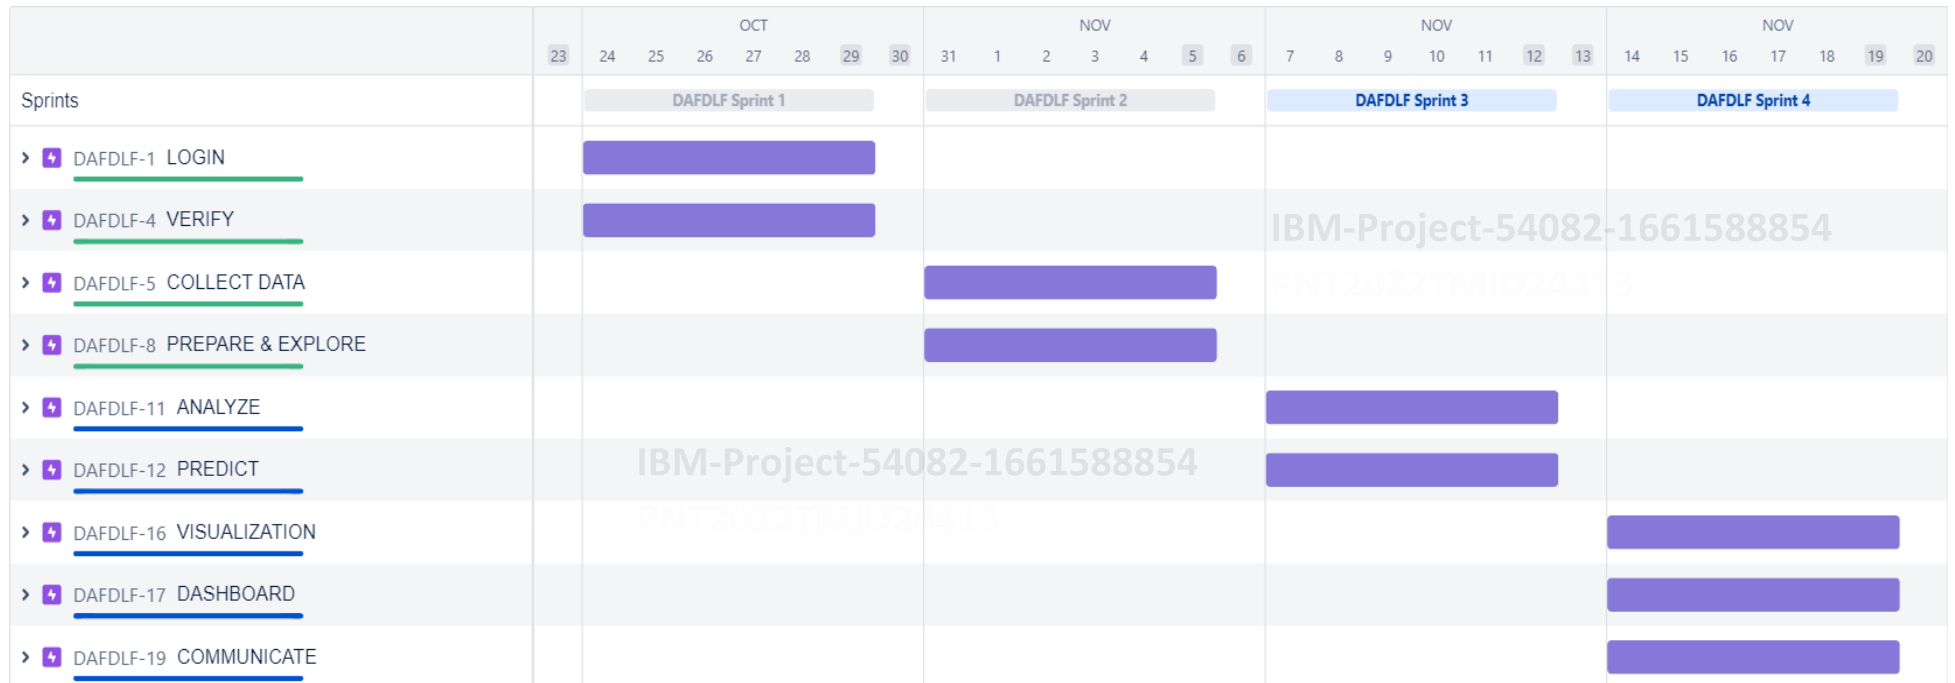 OCT NOV NOV NOV
23 24 25 26 27 28 29 30 31 1 2 3 4 5 6 7 8 9 10 11 12 13 14 15 16 17 18 19 20
Sprints DAFDLF Sprint 1 DAFDLF Sprint 2 DAFDLF Sprint 3 DAFDLF Sprint 4
DAFDLF-1 LOGIN
DAFDLF-4 VERIFY
IBM-Project-54082-1661588854
DAFDLF-5 COLLECT DATA
PNT2022TMID24413
DAFDLF-8 PREPARE & EXPLORE
DAFDLF-11 ANALYZE
DAFDLF-12 PREDICT
IBM-Project-54082-1661588854
PNT2022TMID24413
DAFDLF-16 VISUALIZATION
DAFDLF-17 DASHBOARD
DAFDLF-19 COMMUNICATE